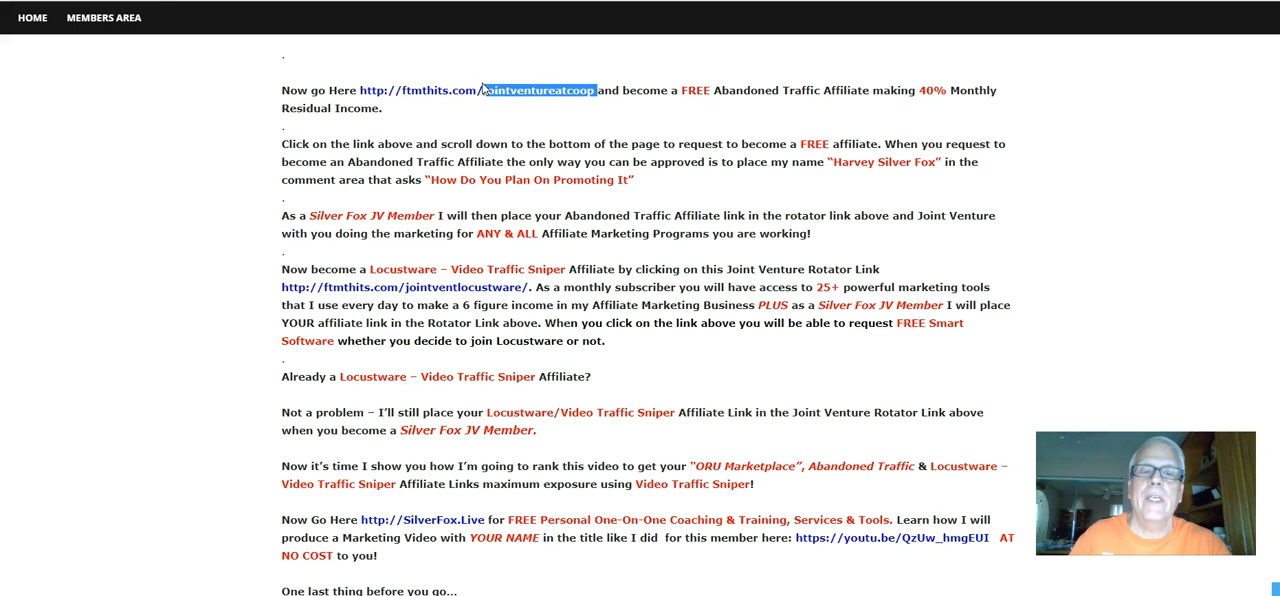 HOME MEMBERS AREA
.
Now go Here http://ftmthits.com/jointventureatcoop and become a FREE Abandoned Traffic Affiliate making 40% Monthly
Residual Income.
.
Click on the link above and scroll down to the bottom of the page to request to become a FREE affiliate. When you request to
become an Abandoned Traffic Affiliate the only way you can be approved is to place my name “Harvey Silver Fox” in the
comment area that asks “How Do You Plan On Promoting It”
.
As a Silver Fox JV Member I will then place your Abandoned Traffic Affiliate link in the rotator link above and Joint Venture
with you doing the marketing for ANY & ALL Affiliate Marketing Programs you are working!
.
Now become a Locustware – Video Traffic Sniper Affiliate by clicking on this Joint Venture Rotator Link
http://ftmthits.com/jointventlocustware/. As a monthly subscriber you will have access to 25+ powerful marketing tools
that I use every day to make a 6 figure income in my Affiliate Marketing Business PLUS as a Silver Fox JV Member I will place
YOUR affiliate link in the Rotator Link above. When you click on the link above you will be able to request FREE Smart
Software whether you decide to join Locustware or not.
.
Already a Locustware – Video Traffic Sniper Affiliate?
Not a problem – I’ll still place your Locustware/Video Traffic Sniper Affiliate Link in the Joint Venture Rotator Link above
when you become a Silver Fox JV Member.
Now it’s time I show you how I’m going to rank this video to get your “ORU Marketplace”, Abandoned Traffic & Locustware –
Video Traffic Sniper Affiliate Links maximum exposure using Video Traffic Sniper!
Now Go Here http://SilverFox.Live for FREE Personal One-On-One Coaching & Training, Services & Tools. Learn how I will
produce a Marketing Video with YOUR NAME in the title like I did for this member here: https://youtu.be/QzUw_hmgEUI AT
NO COST to you!
One last thing before you go…